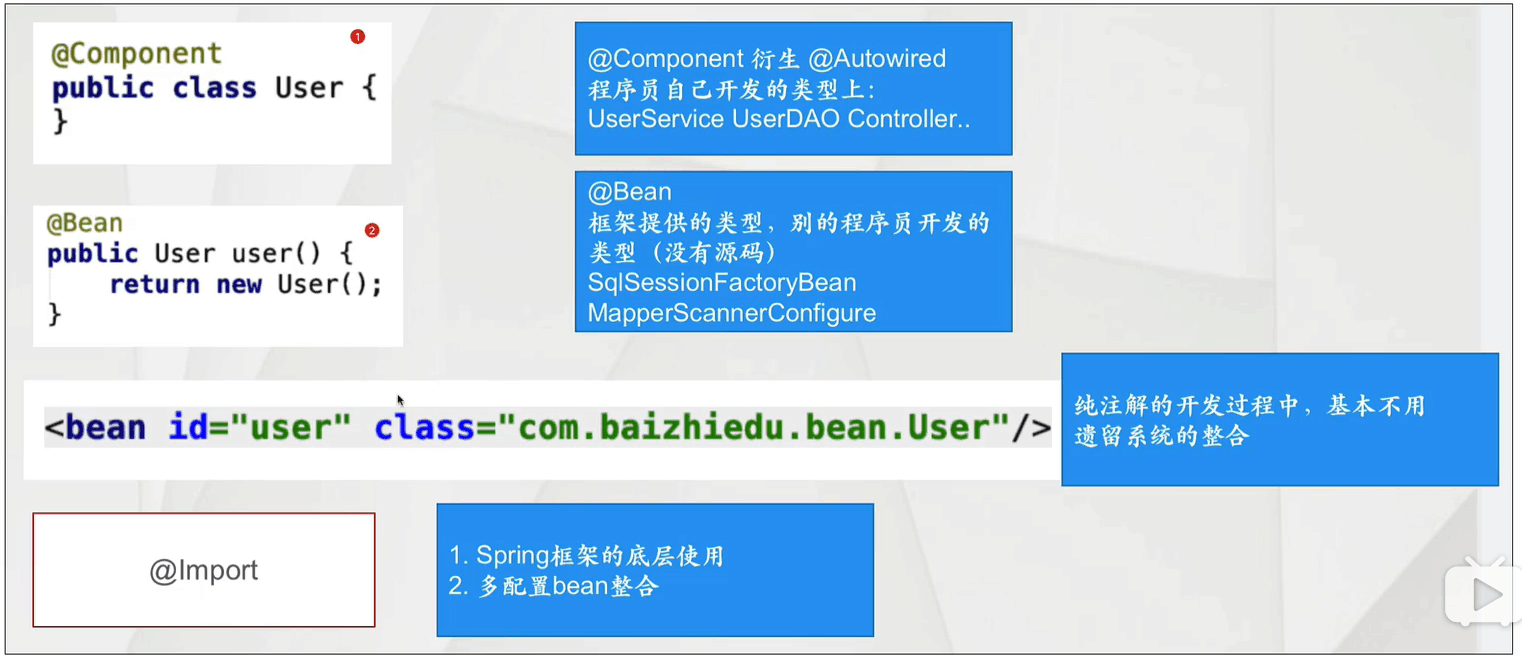 @Component
public class User {
}
1
@Component 衍生 @Autowired
程序员自己开发的类型上：
UserService UserDAO Controller..
@Bean
public User user() {
return new User();
}
2
@Bean
框架提供的类型，别的程序员开发的
类型（没有源码）
SqlSessionFactoryBean
MapperScannerConfigure
<bean id="user" class="com.baizhiedu.bean.User"/>
纯注解的开发过程中，基本不用
遗留系统的整合
@Import
1. Spring框架的底层使用
2. 多配置bean整合